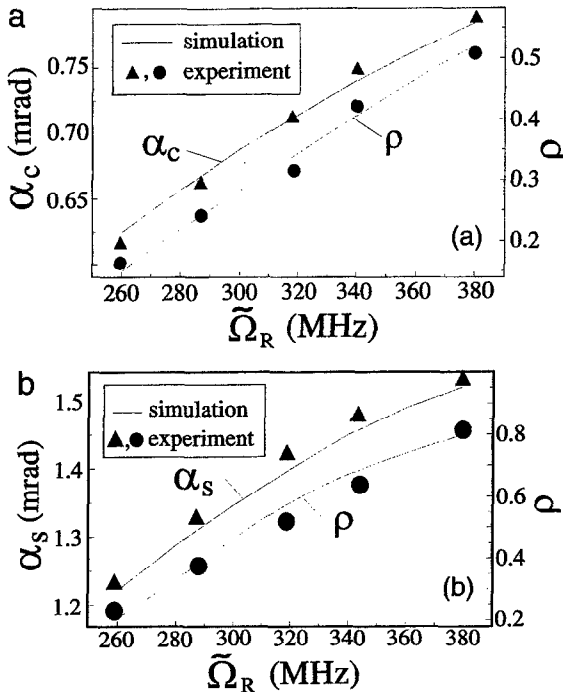 a
simulation
▲,● experiment
α_c
ρ
(a)
α_c (mrad)
0.75
0.70
0.65
ρ
0.5
0.4
0.3
0.2
260 280 300 320 340 360 380
Ω̃_R (MHz)
b
simulation
▲,● experiment
α_s
ρ
(b)
α_s (mrad)
1.5
1.4
1.3
1.2
ρ
0.8
0.6
0.4
0.2
260 280 300 320 340 360 380
Ω̃_R (MHz)